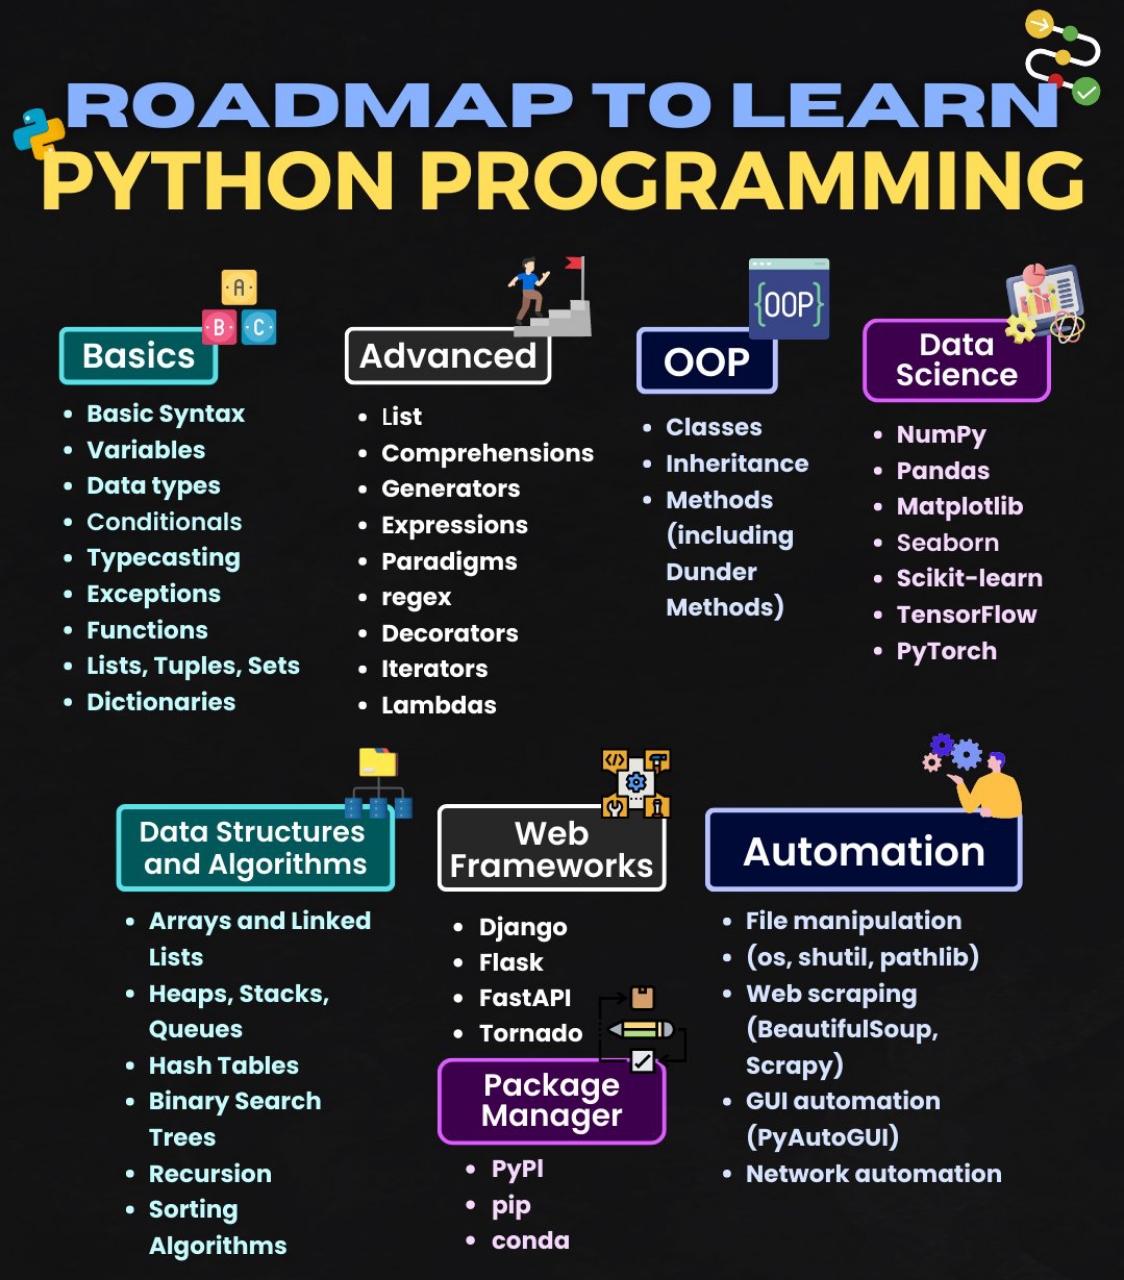 ROADMAP TO LEARN
PYTHON PROGRAMMING
A
B
C
Basics
Basic Syntax
Variables
Data types
Conditionals
Typecasting
Exceptions
Functions
Lists, Tuples, Sets
Dictionaries
Advanced
List
Comprehensions
Generators
Expressions
Paradigms
regex
Decorators
Iterators
Lambdas
{OOP}
OOP
Classes
Inheritance
Methods
(including
Dunder
Methods)
Data
Science
NumPy
Pandas
Matplotlib
Seaborn
Scikit-learn
TensorFlow
PyTorch
Data Structures
and Algorithms
Arrays and Linked
Lists
Heaps, Stacks,
Queues
Hash Tables
Binary Search
Trees
Recursion
Sorting
Algorithms
</>
Web
Frameworks
Django
Flask
FastAPI
Tornado
Package
Manager
PyPl
pip
conda
Automation
File manipulation
(os, shutil, pathlib)
Web scraping
(BeautifulSoup,
Scrapy)
GUI automation
(PyAutoGUI)
Network automation